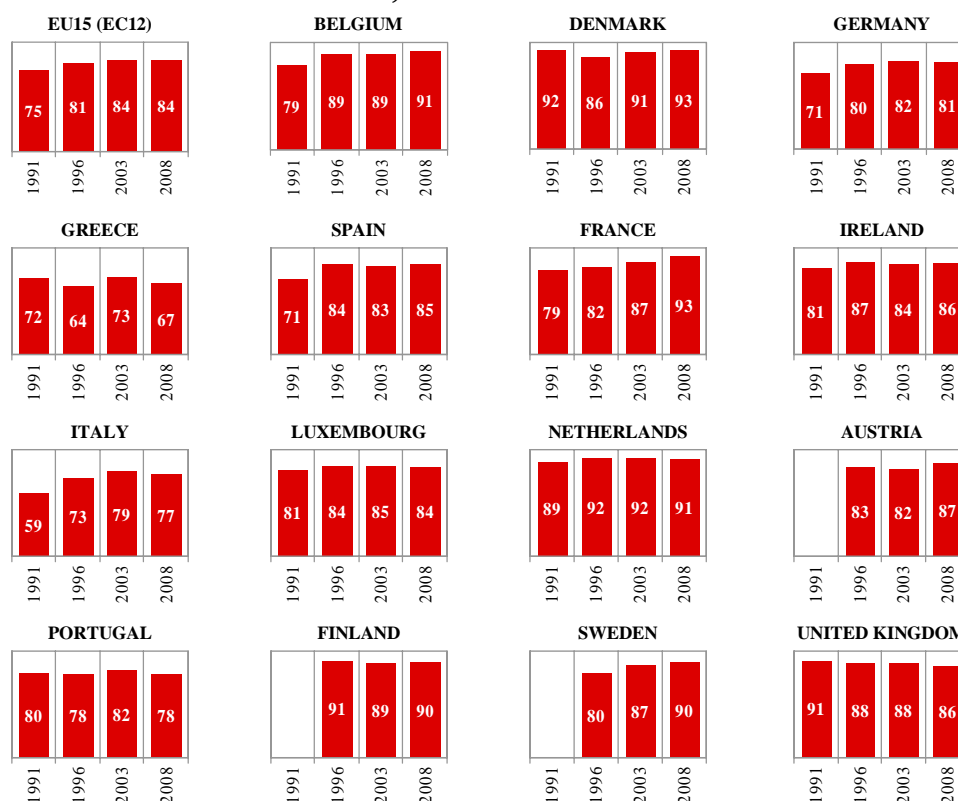 EU15 (EC12) BELGIUM DENMARK GERMANY
75 81 84 84 79 89 89 91 92 86 91 93 71 80 82 81
1991 1996 2003 2008 1991 1996 2003 2008 1991 1996 2003 2008 1991 1996 2003 2008
GREECE SPAIN FRANCE IRELAND
72 64 73 67 71 84 83 85 79 82 87 93 81 87 84 86
1991 1996 2003 2008 1991 1996 2003 2008 1991 1996 2003 2008 1991 1996 2003 2008
ITALY LUXEMBOURG NETHERLANDS AUSTRIA
59 73 79 77 81 84 85 84 89 92 92 91 83 82 87
1991 1996 2003 2008 1991 1996 2003 2008 1991 1996 2003 2008 1991 1996 2003 2008
PORTUGAL FINLAND SWEDEN UNITED KINGDOM
80 78 82 78 91 89 90 80 87 90 91 88 88 86
1991 1996 2003 2008 1991 1996 2003 2008 1991 1996 2003 2008 1991 1996 2003 2008